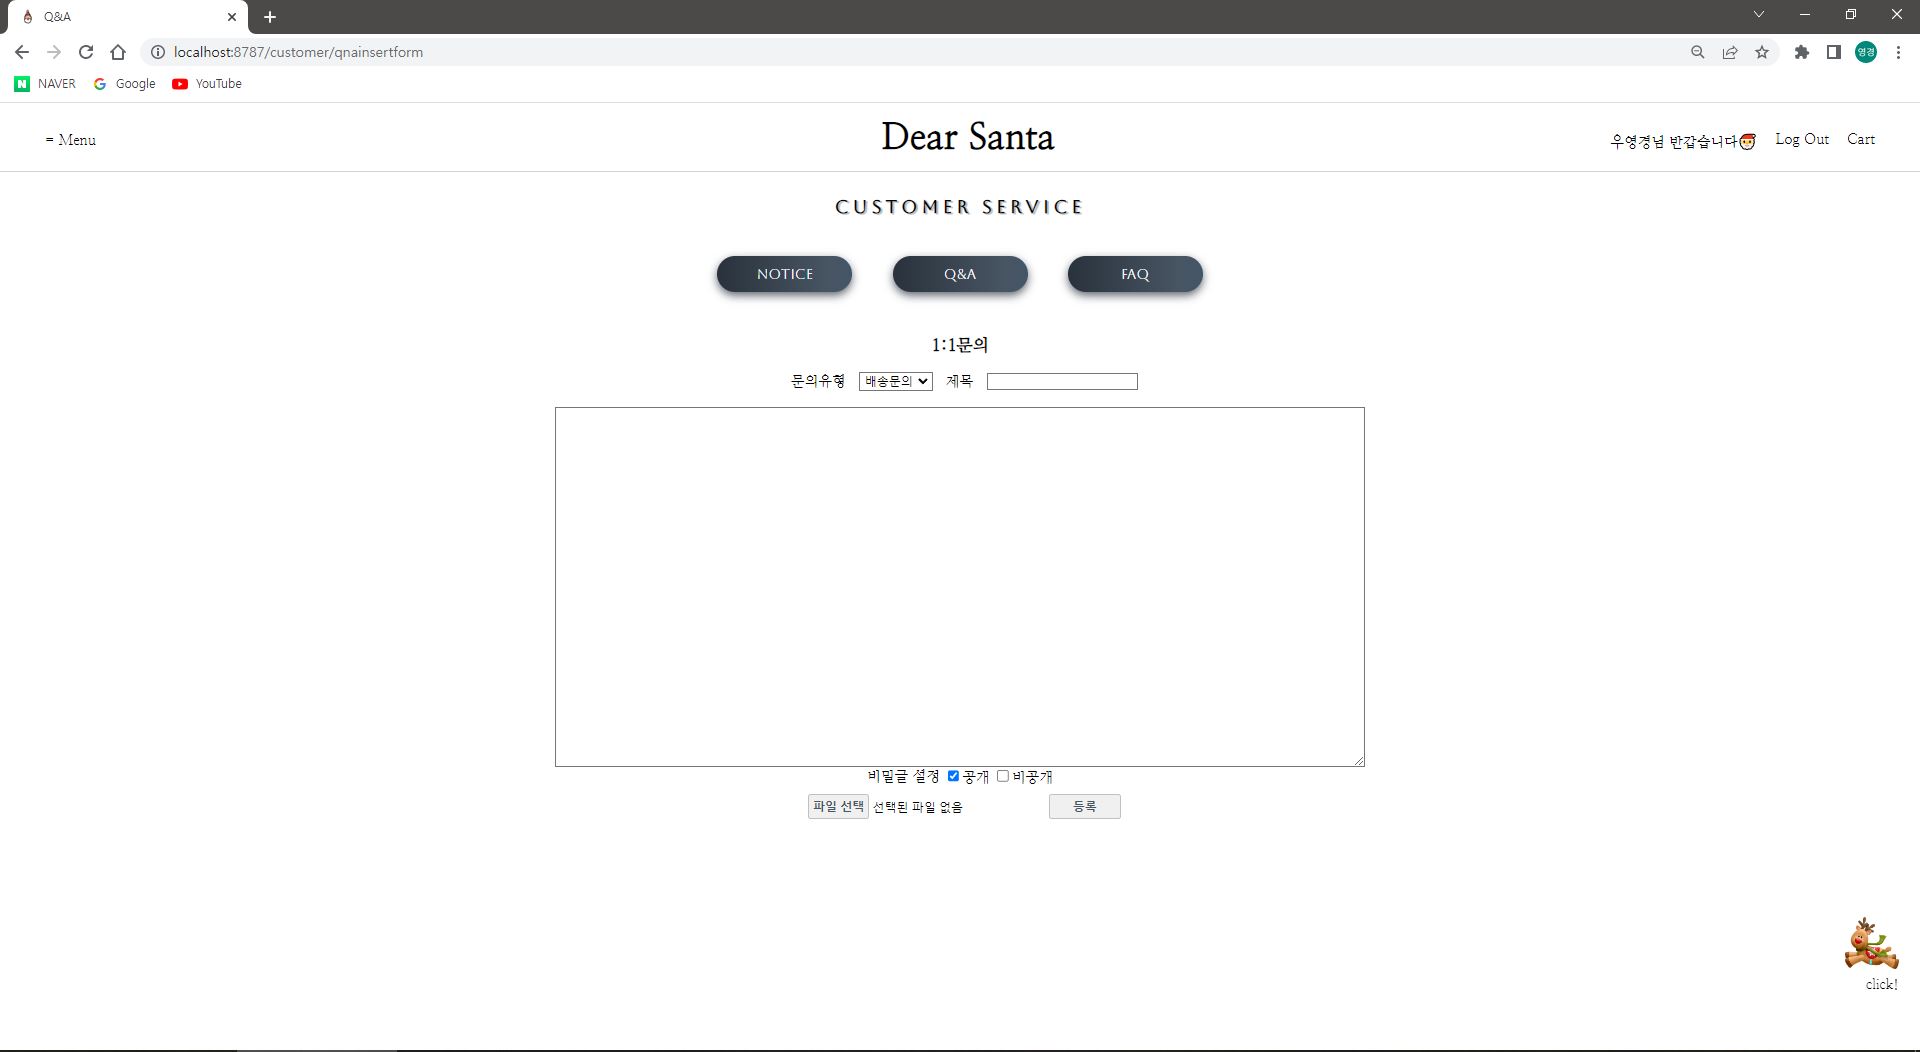 Q&A
localhost:8787/customer/qnainsertform
영경
NAVER Google YouTube
= Menu
Dear Santa
우영경님 반갑습니다 Log Out Cart
CUSTOMER SERVICE
NOTICE Q&A FAQ
1:1문의
문의유형 배송문의 제목
비밀글 설정 공개 비공개
파일 선택 선택된 파일 없음 등록
click!